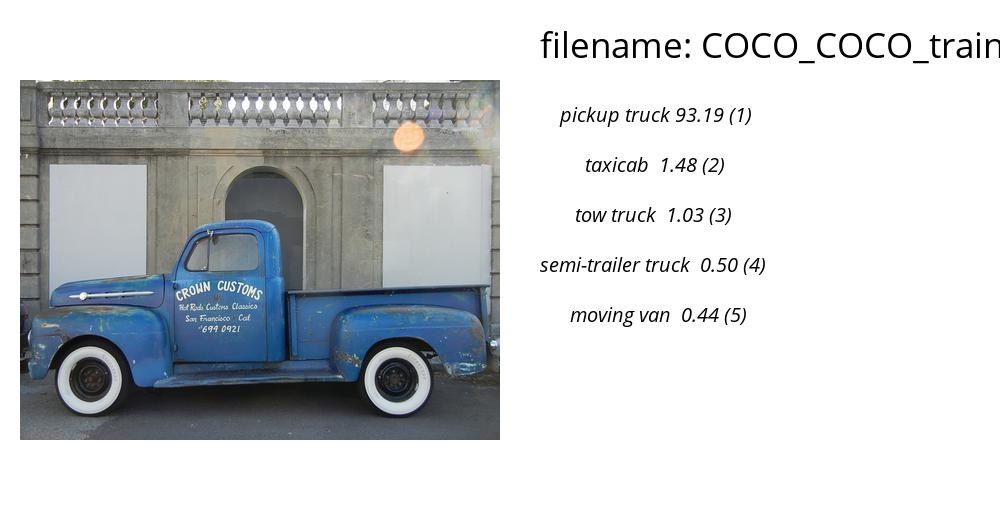 filename: COCO_COCO_train
pickup truck 93.19 (1)
taxicab 1.48 (2)
tow truck 1.03 (3)
semi-trailer truck 0.50 (4)
moving van 0.44 (5)
CROWN CUSTOMS
Hot Rods Customs Classics
San Francisco Cal.
694 0921